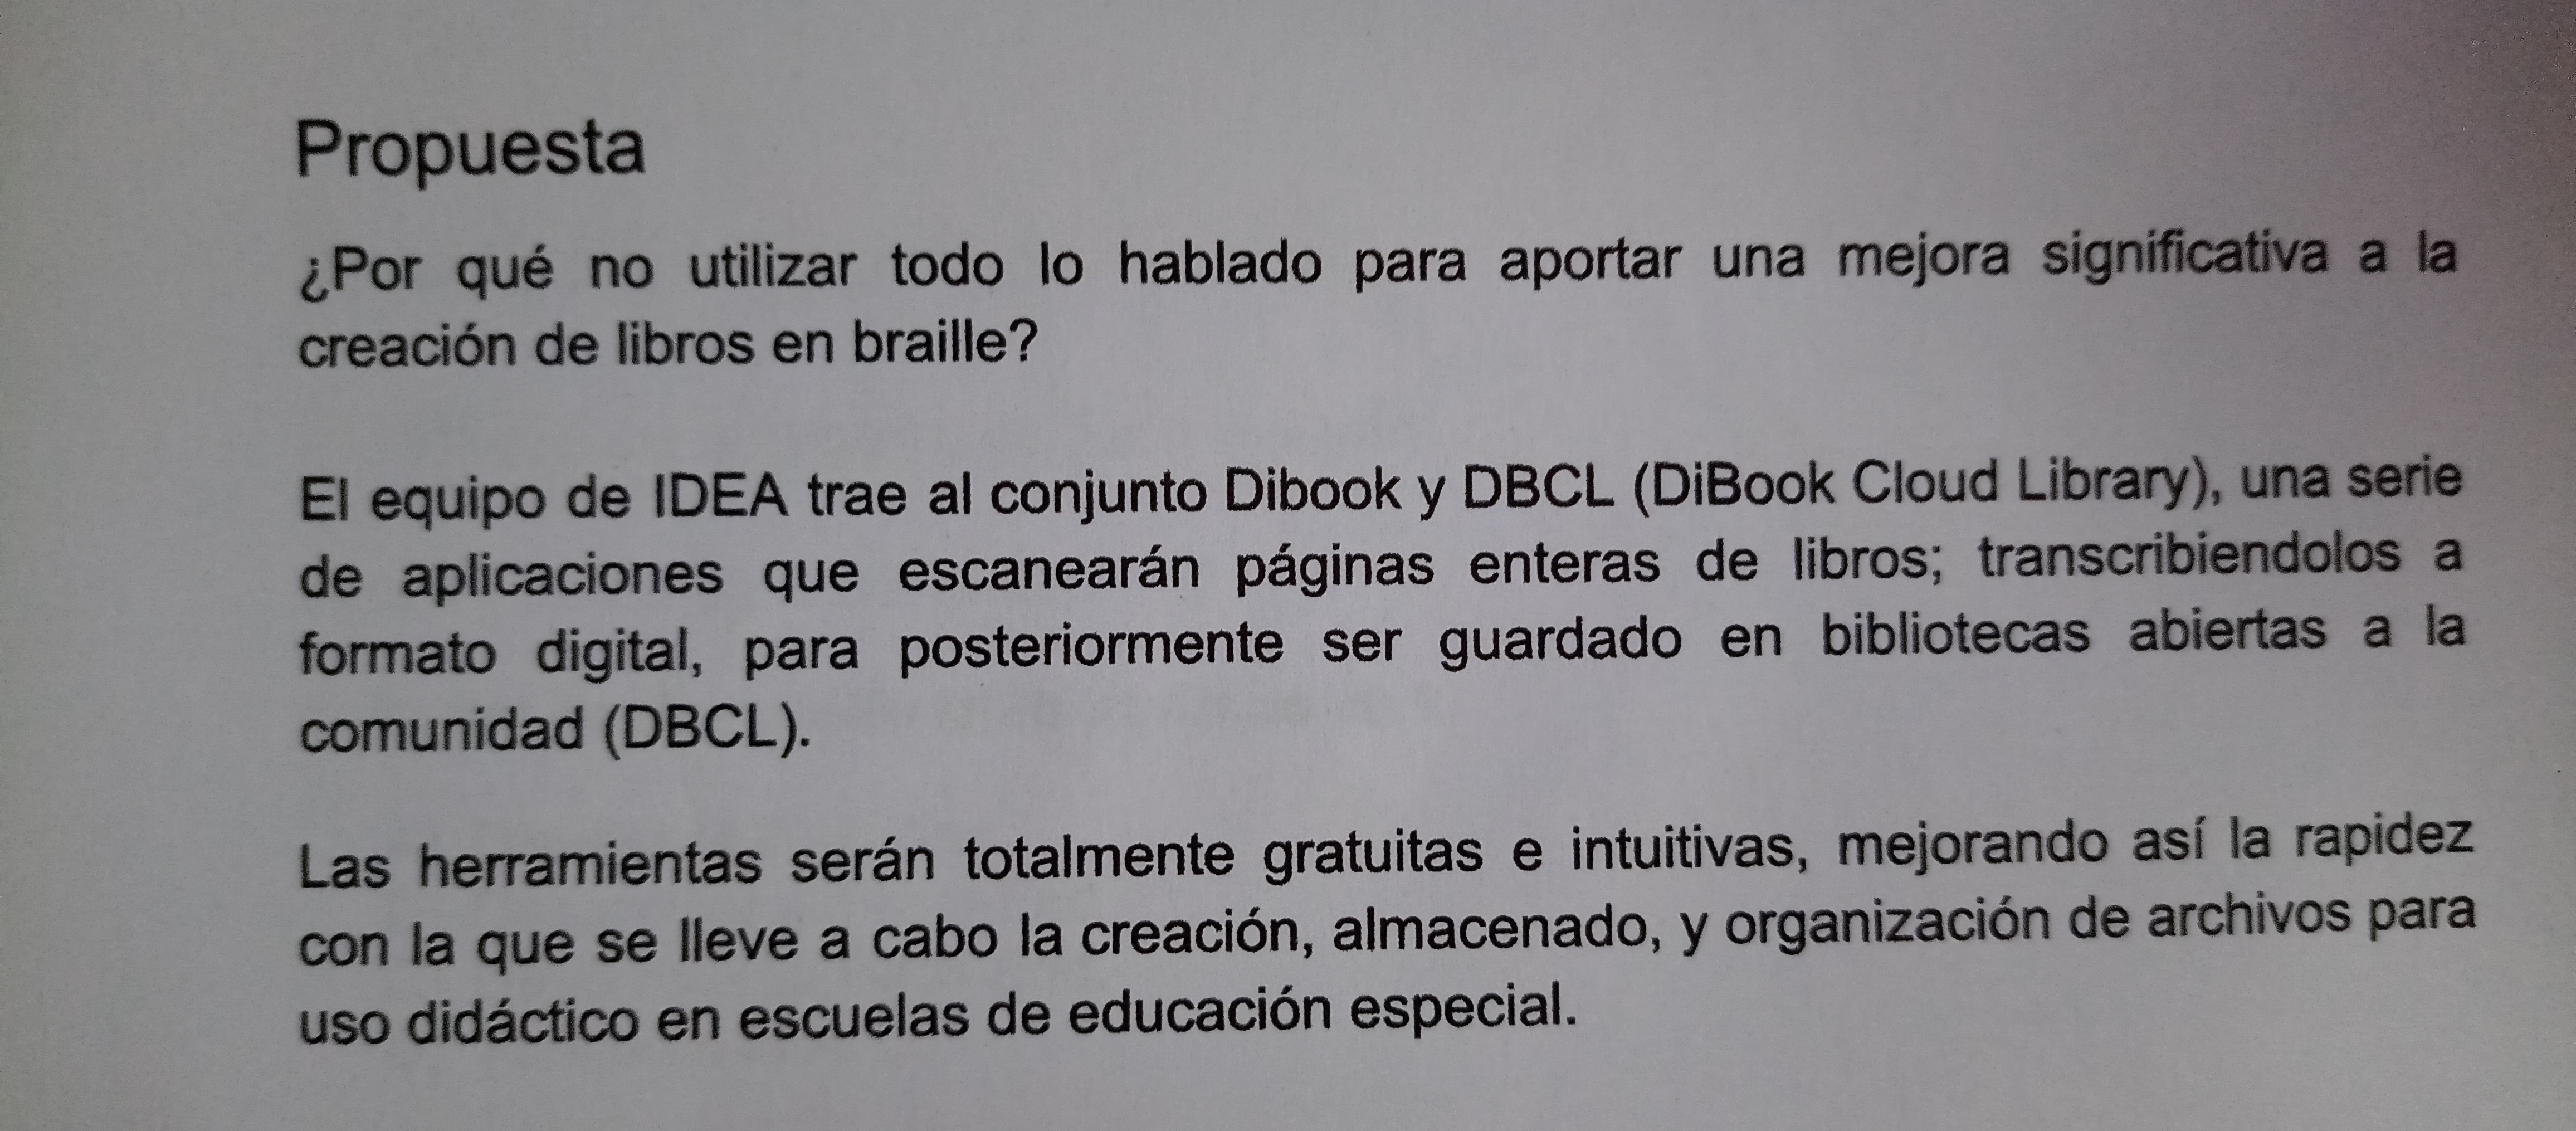 Propuesta
¿Por qué no utilizar todo lo hablado para aportar una mejora significativa a la
creación de libros en braille?
El equipo de IDEA trae al conjunto Dibook y DBCL (DiBook Cloud Library), una serie
de aplicaciones que escanearán páginas enteras de libros; transcribiendolos a
formato digital, para posteriormente ser guardado en bibliotecas abiertas a la
comunidad (DBCL).
Las herramientas serán totalmente gratuitas e intuitivas, mejorando así la rapidez
con la que se lleve a cabo la creación, almacenado, y organización de archivos para
uso didáctico en escuelas de educación especial.